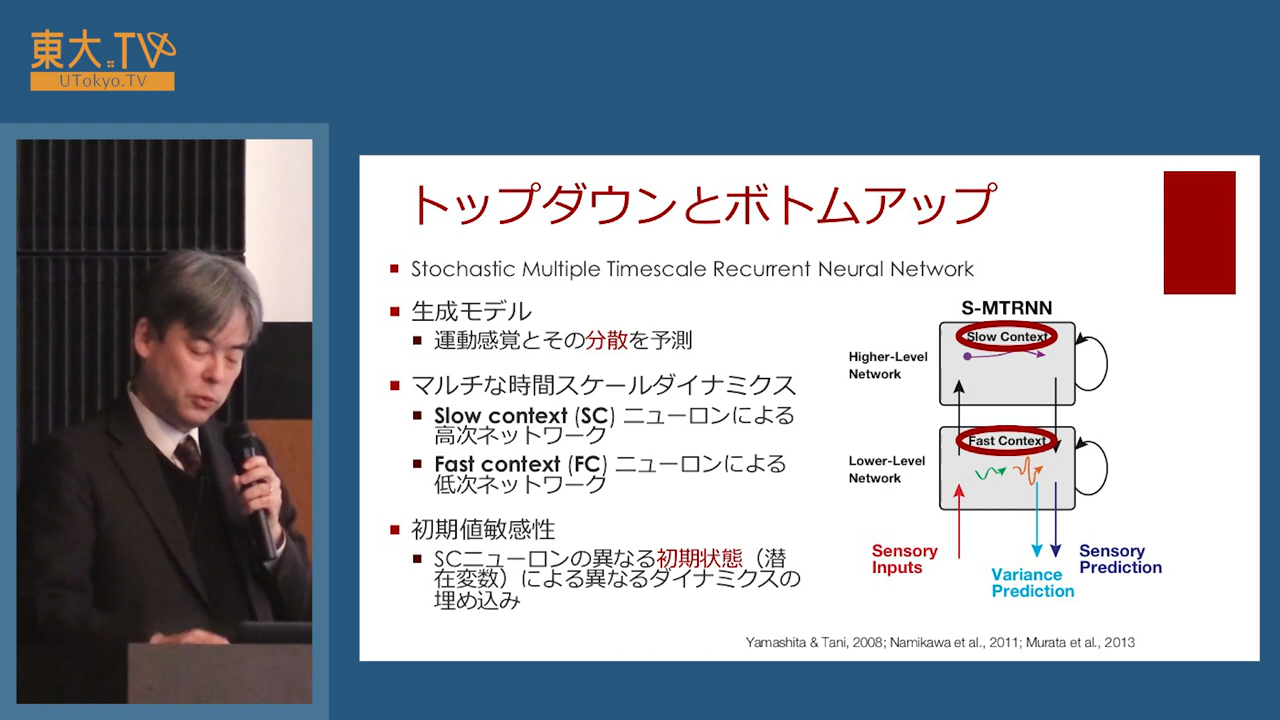 東大.TV
UTokyo.TV
トップダウンとボトムアップ
Stochastic Multiple Timescale Recurrent Neural Network
生成モデル
運動感覚とその分散を予測
マルチな時間スケールダイナミクス
Slow context (SC) ニューロンによる
高次ネットワーク
Fast context (FC) ニューロンによる
低次ネットワーク
初期値敏感性
SCニューロンの異なる初期状態（潜
在変数）による異なるダイナミクスの
埋め込み
S-MTRNN
Slow Context
Higher-Level
Network
Fast Context
Lower-Level
Network
Sensory
Inputs
Variance
Prediction
Sensory
Prediction
Yamashita & Tani, 2008; Namikawa et al., 2011; Murata et al., 2013